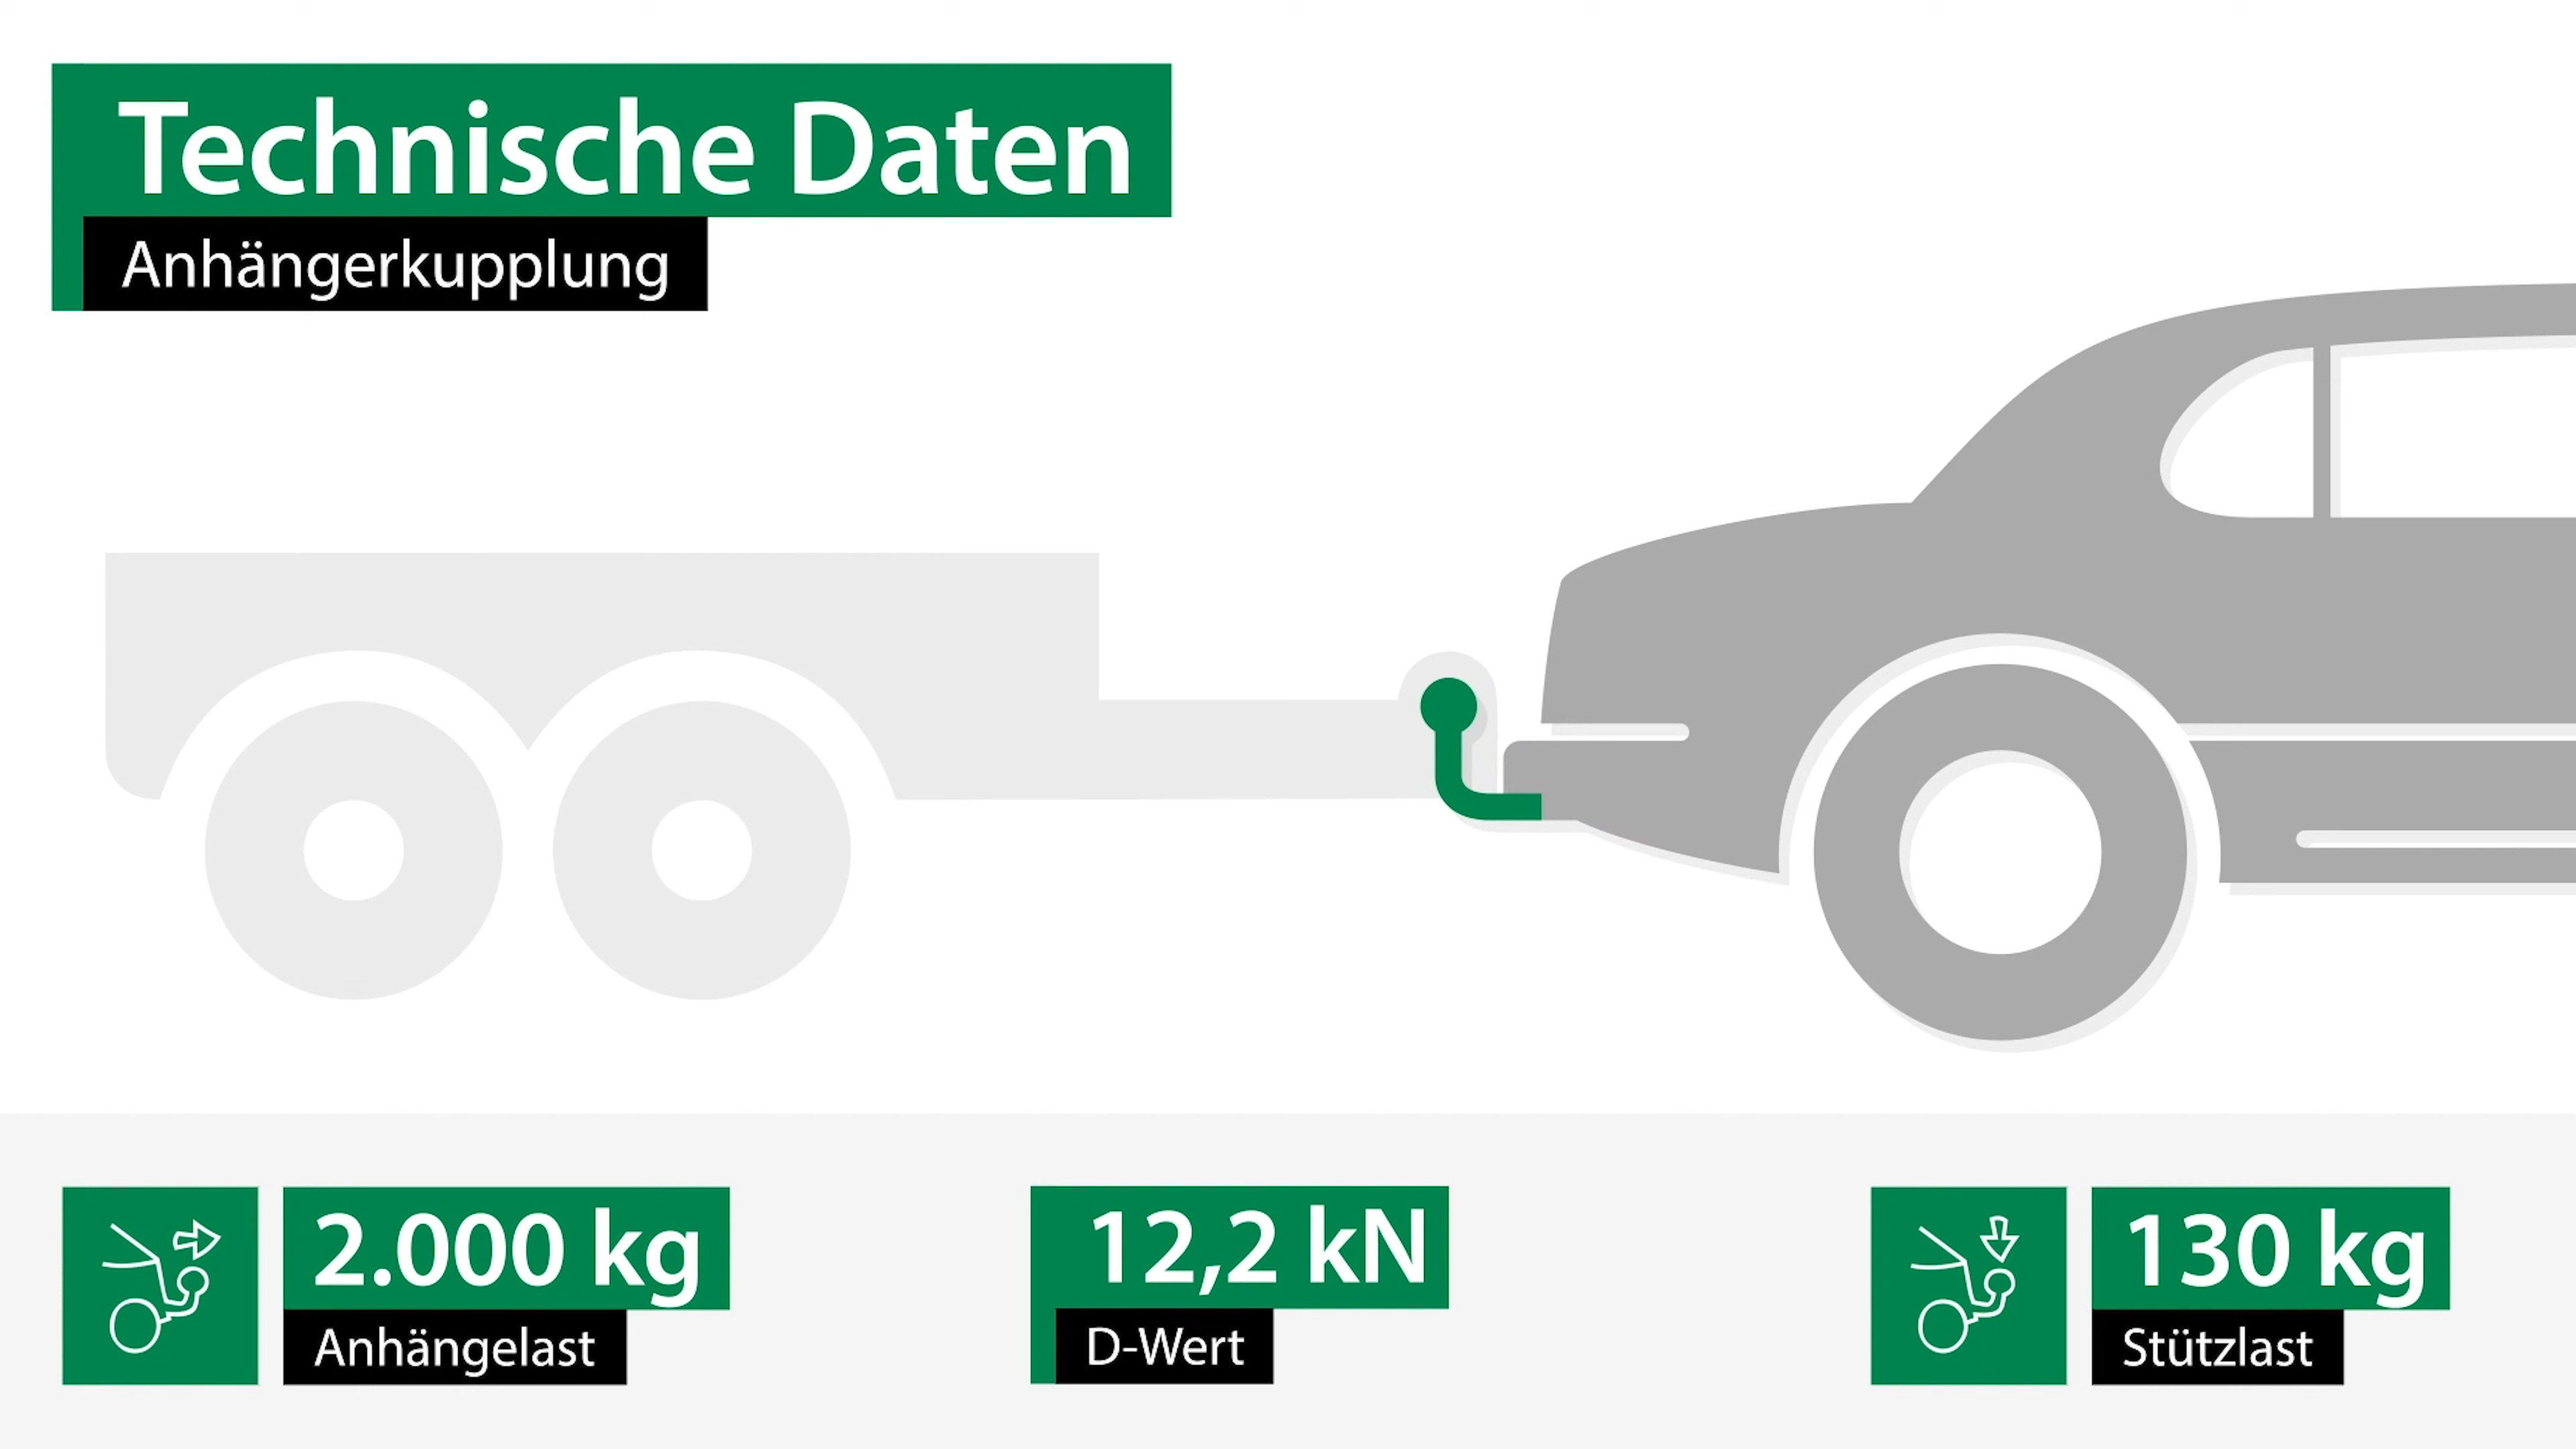 Technische Daten
Anhängerkupplung
2.000 kg
Anhängelast
12,2 kN
D-Wert
130 kg
Stützlast